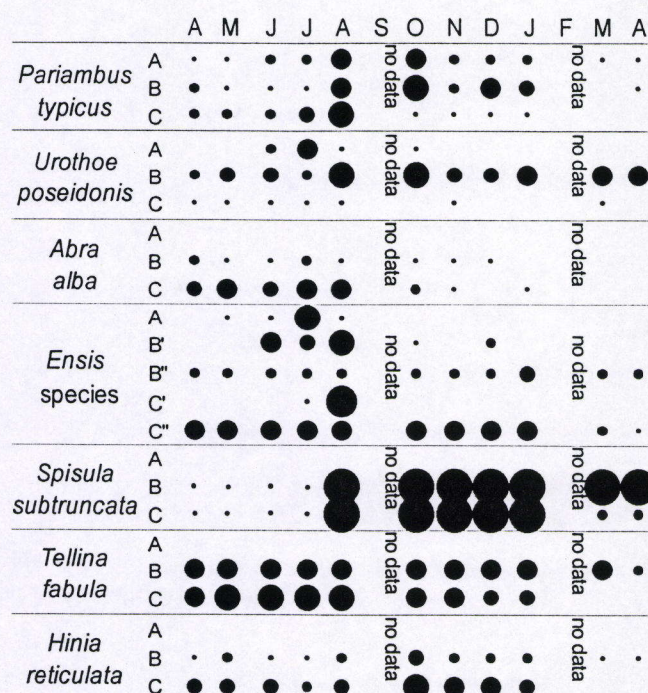 A M J J A S O N D J F M A
Pariambus
typicus
A
B
C
no data
no data
Urothoe
poseidonis
A
B
C
no data
no data
Abra
alba
A
B
C
no data
no data
Ensis
species
A
B'
B"
C'
C"
no data
no data
Spisula
subtruncata
A
B
C
no data
no data
Tellina
fabula
A
B
C
no data
no data
Hinia
reticulata
A
B
C
no data
no data